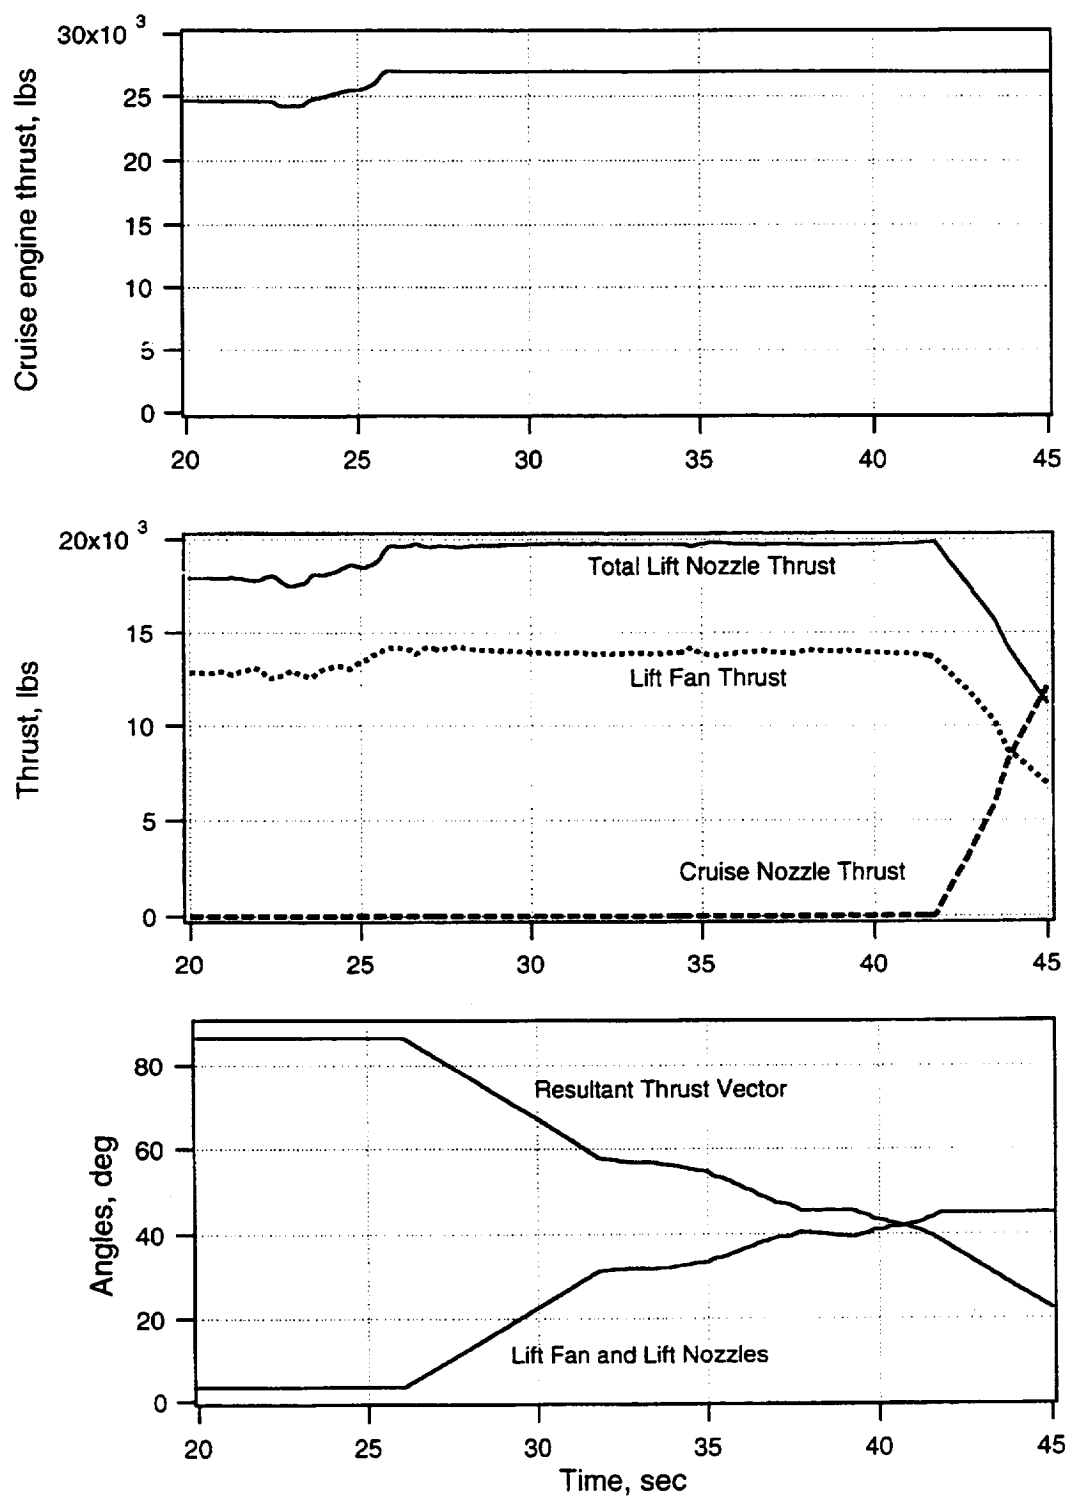 30x10 3
25
20
15
10
5
0
Cruise engine thrust, lbs
20 25 30 35 40 45
20x10 3
15
10
5
0
Thrust, lbs
Total Lift Nozzle Thrust
Lift Fan Thrust
Cruise Nozzle Thrust
20 25 30 35 40 45
80
60
40
20
0
Angles, deg
Resultant Thrust Vector
Lift Fan and Lift Nozzles
20 25 30 35 40 45
Time, sec